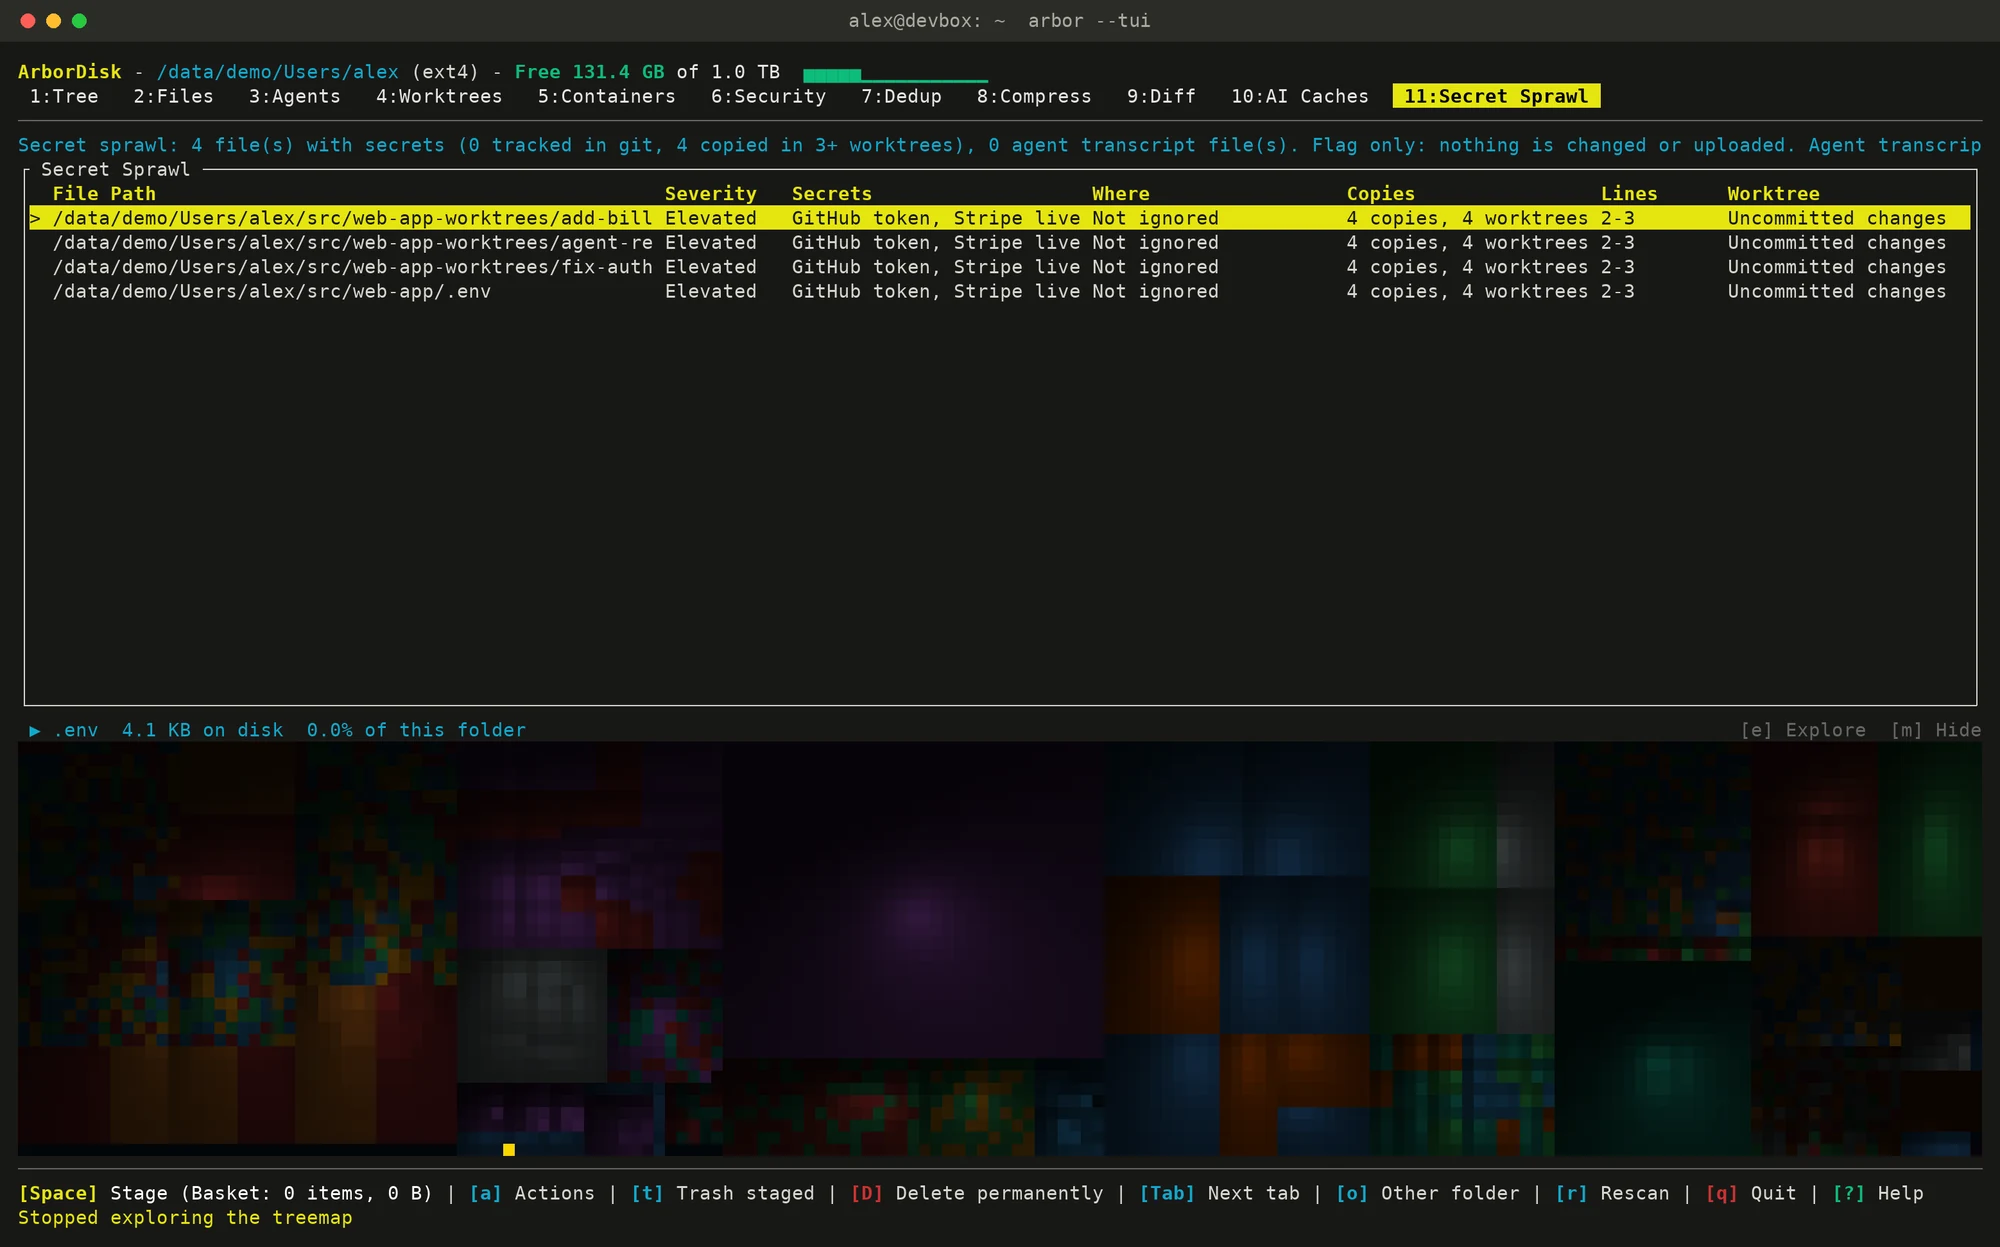 alex@devbox: ~  arbor --tui
ArborDisk - /data/demo/Users/alex (ext4) - Free 131.4 GB of 1.0 TB
1:Tree   2:Files   3:Agents   4:Worktrees   5:Containers   6:Security   7:Dedup   8:Compress   9:Diff   10:AI Caches   11:Secret Sprawl
Secret sprawl: 4 file(s) with secrets (0 tracked in git, 4 copied in 3+ worktrees), 0 agent transcript file(s). Flag only: nothing is changed or uploaded. Agent transcrip
Secret Sprawl
File Path   Severity   Secrets   Where   Copies   Lines   Worktree
> /data/demo/Users/alex/src/web-app-worktrees/add-bill Elevated   GitHub token, Stripe live Not ignored   4 copies, 4 worktrees 2-3   Uncommitted changes
/data/demo/Users/alex/src/web-app-worktrees/agent-re Elevated   GitHub token, Stripe live Not ignored   4 copies, 4 worktrees 2-3   Uncommitted changes
/data/demo/Users/alex/src/web-app-worktrees/fix-auth Elevated   GitHub token, Stripe live Not ignored   4 copies, 4 worktrees 2-3   Uncommitted changes
/data/demo/Users/alex/src/web-app/.env   Elevated   GitHub token, Stripe live Not ignored   4 copies, 4 worktrees 2-3   Uncommitted changes
▶ .env  4.1 KB on disk  0.0% of this folder   [e] Explore  [m] Hide
[Space] Stage (Basket: 0 items, 0 B) | [a] Actions | [t] Trash staged | [D] Delete permanently | [Tab] Next tab | [o] Other folder | [r] Rescan | [q] Quit | [?] Help
Stopped exploring the treemap